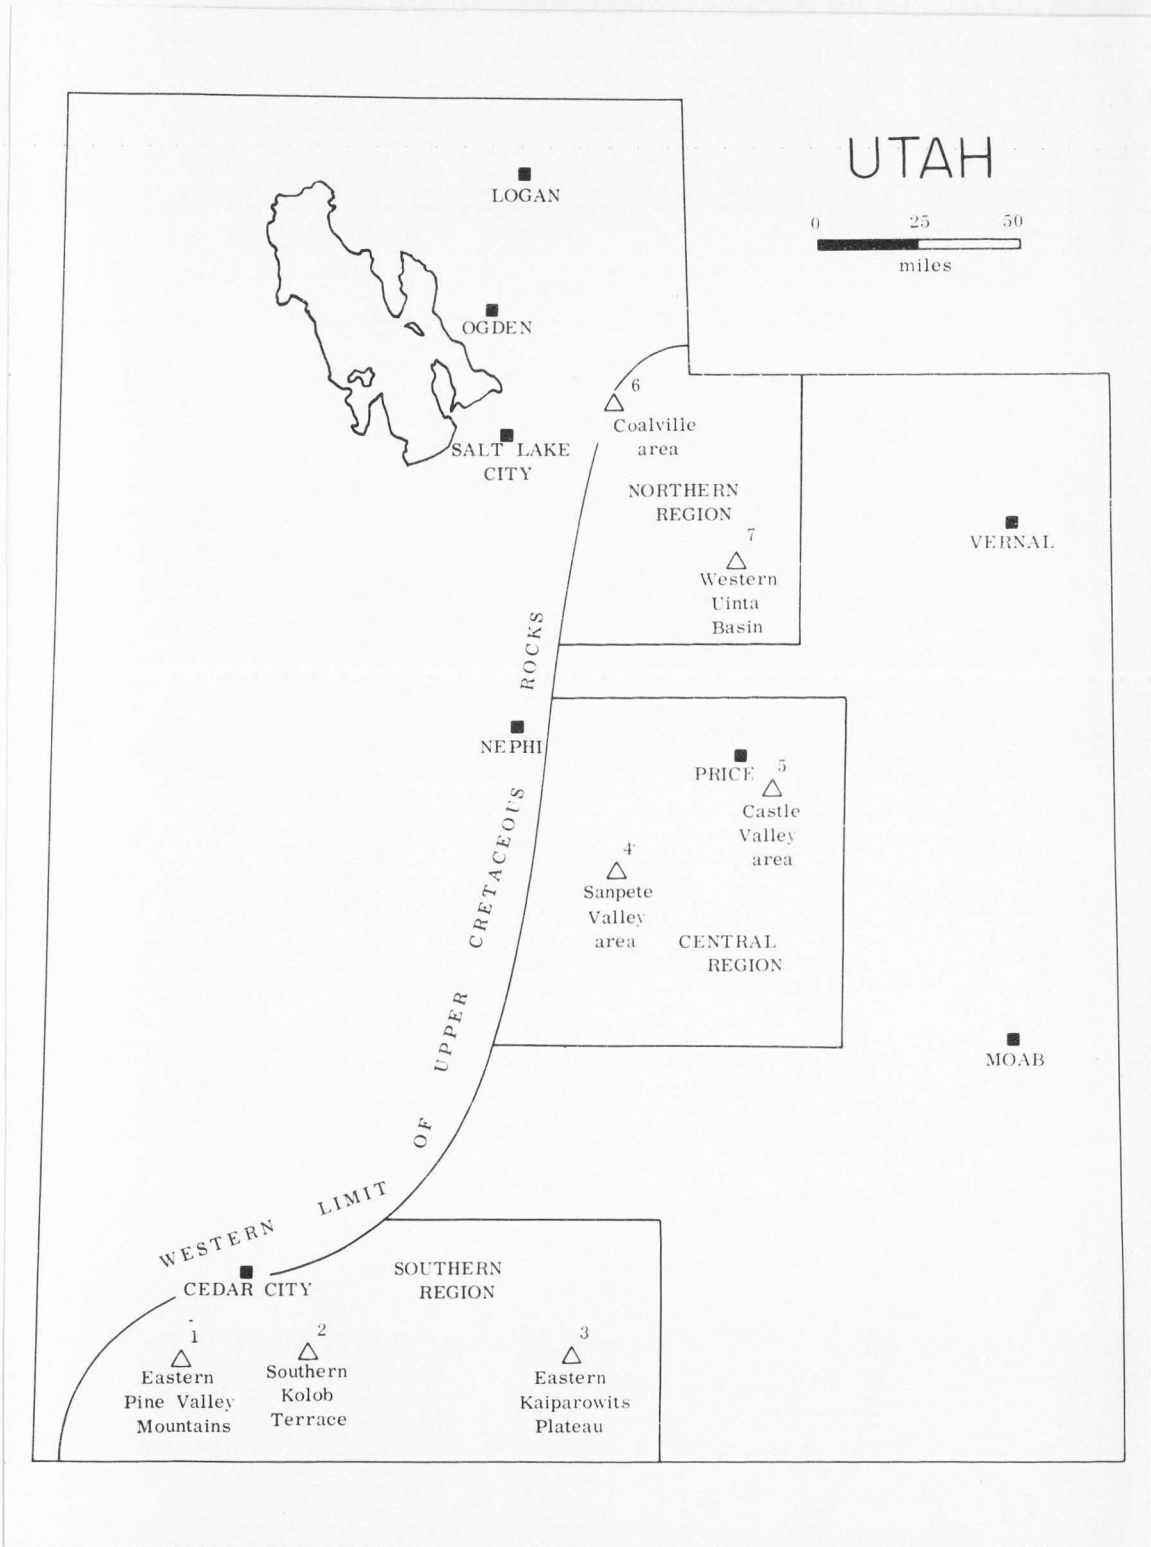 UTAH
0 25 50
miles
LOGAN
OGDEN
SALT LAKE
CITY
6
Coalville
area
NORTHERN
REGION
7
Western
Uinta
Basin
VERNAL
WESTERN LIMIT OF UPPER CRETACEOUS ROCKS
NEPHI
PRICE
5
Castle
Valley
area
4
Sanpete
Valley
area
CENTRAL
REGION
MOAB
CEDAR CITY
SOUTHERN
REGION
1
Eastern
Pine Valley
Mountains
2
Southern
Kolob
Terrace
3
Eastern
Kaiparowits
Plateau